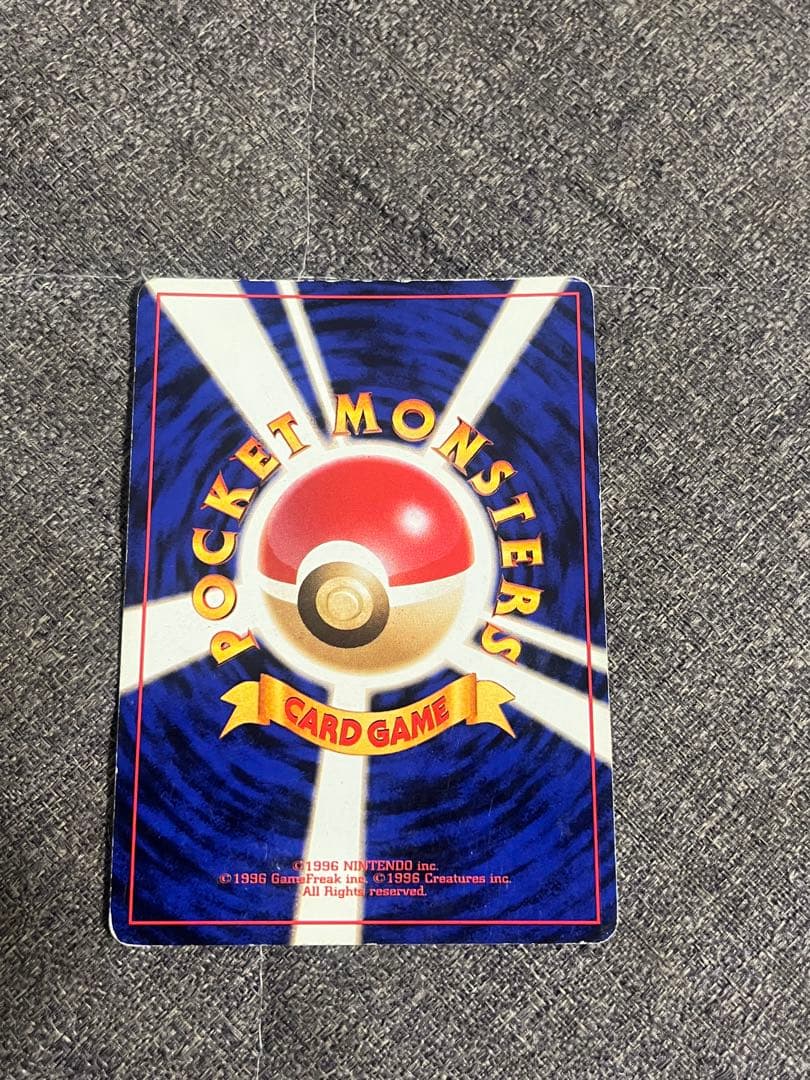 POCKET MONSTERS
CARD GAME
©1996 NINTENDO inc.
©1996 GameFreak inc. ©1996 Creatures inc.
All Rights reserved.